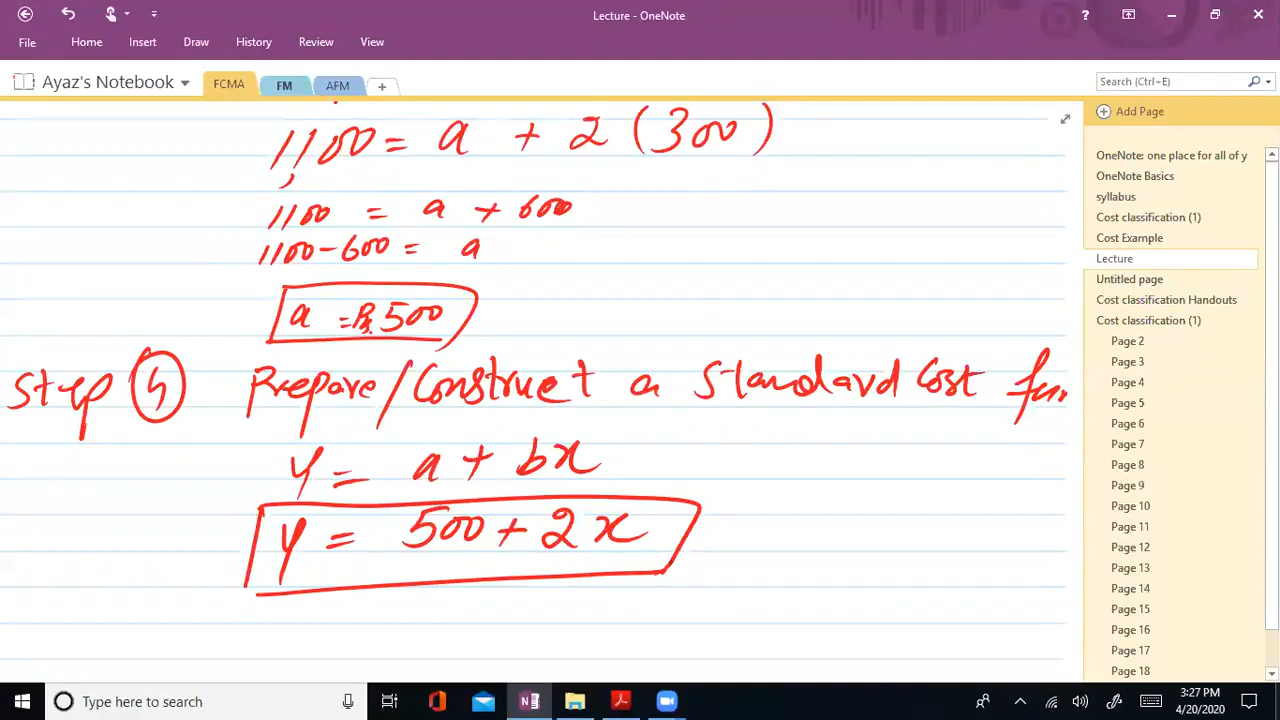 Lecture - OneNote
?
File Home Insert Draw History Review View
Ayaz's Notebook FCMA FM AFM +
Search (Ctrl+E)
1100 = a + 2 (300)
1100 = a + 600
1100-600 = a
a = Rs.500
Step 4 Prepare/Construct a Standard Cost
y = a + bx
y = 500 + 2x
Add Page
OneNote: one place for all of y
OneNote Basics
syllabus
Cost classification (1)
Cost Example
Lecture
Untitled page
Cost classification Handouts
Cost classification (1)
Page 2
Page 3
Page 4
Page 5
Page 6
Page 7
Page 8
Page 9
Page 10
Page 11
Page 12
Page 13
Page 14
Page 15
Page 16
Page 17
Page 18
Type here to search
3:27 PM
4/20/2020